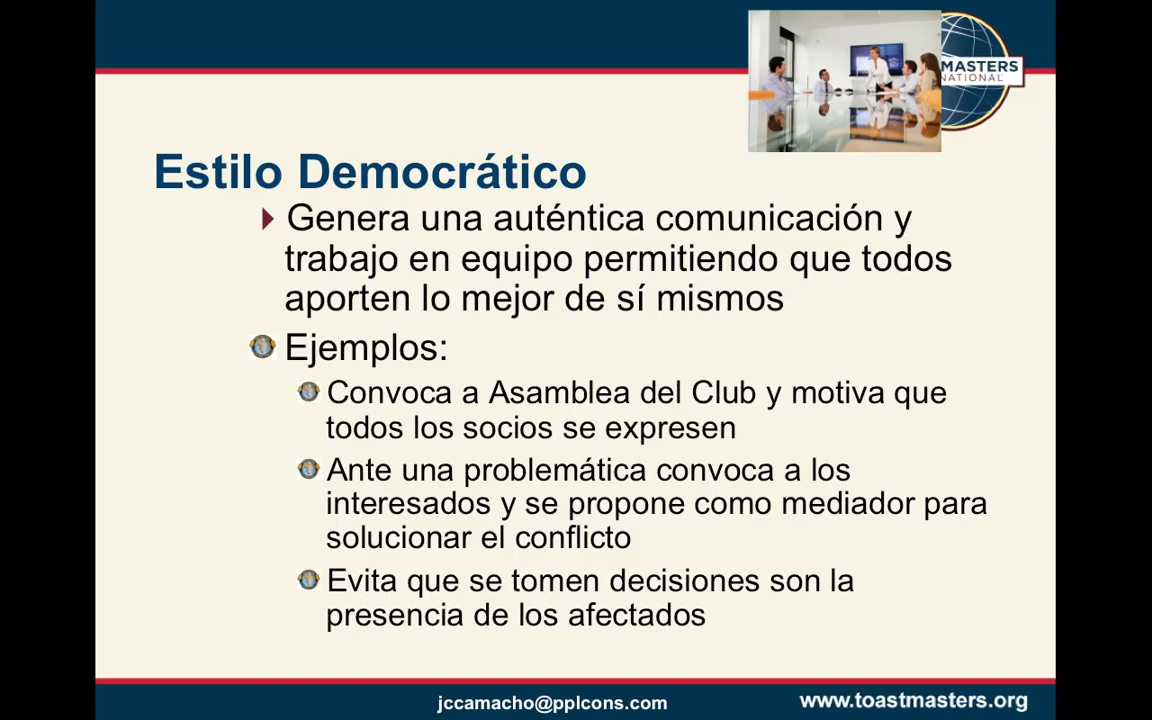 MASTERS
NATIONAL
Estilo Democrático
Genera una auténtica comunicación y
trabajo en equipo permitiendo que todos
aporten lo mejor de sí mismos
Ejemplos:
Convoca a Asamblea del Club y motiva que
todos los socios se expresen
Ante una problemática convoca a los
interesados y se propone como mediador para
solucionar el conflicto
Evita que se tomen decisiones son la
presencia de los afectados
jccamacho@pplcons.com
www.toastmasters.org